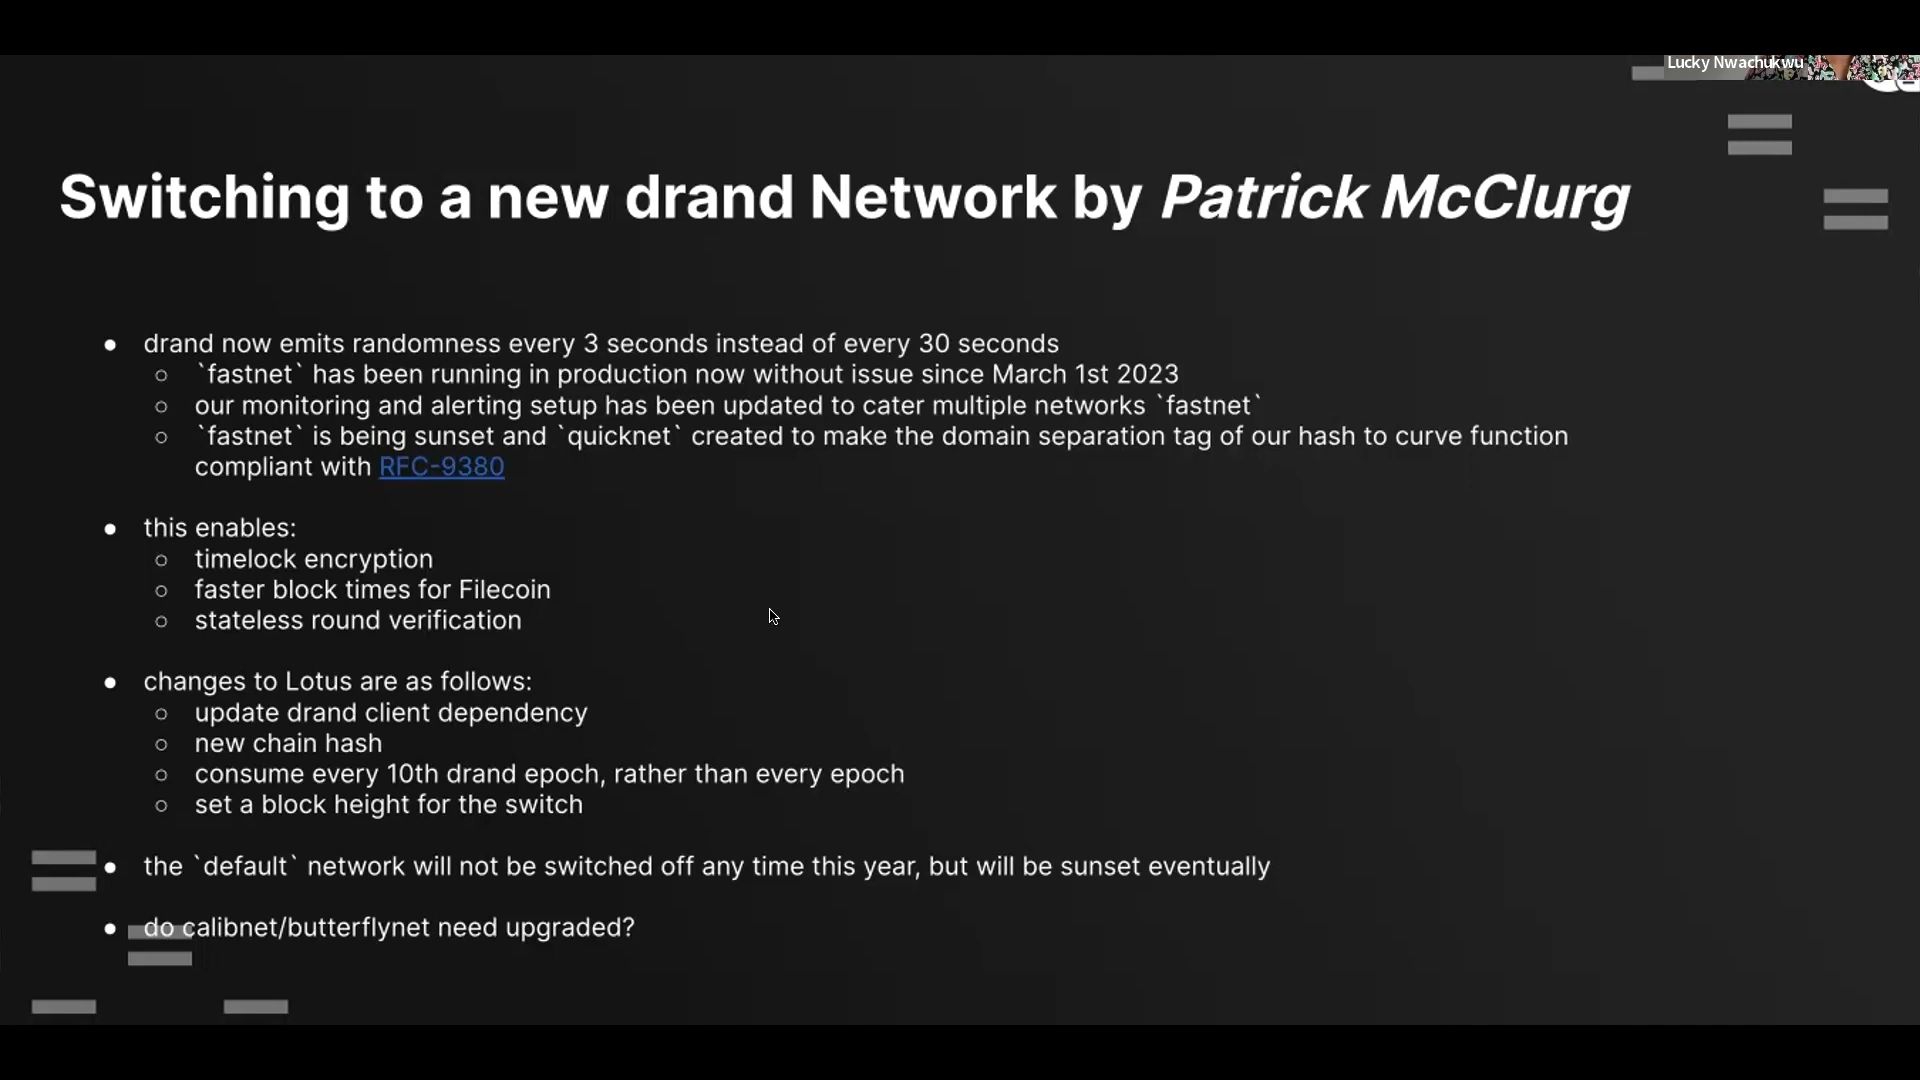 Lucky Nwachukwu
Switching to a new drand Network by Patrick McClurg
● drand now emits randomness every 3 seconds instead of every 30 seconds
○ `fastnet` has been running in production now without issue since March 1st 2023
○ our monitoring and alerting setup has been updated to cater multiple networks `fastnet`
○ `fastnet` is being sunset and `quicknet` created to make the domain separation tag of our hash to curve function
compliant with RFC-9380
● this enables:
○ timelock encryption
○ faster block times for Filecoin
○ stateless round verification
● changes to Lotus are as follows:
○ update drand client dependency
○ new chain hash
○ consume every 10th drand epoch, rather than every epoch
○ set a block height for the switch
● the `default` network will not be switched off any time this year, but will be sunset eventually
● do calibnet/butterflynet need upgraded?